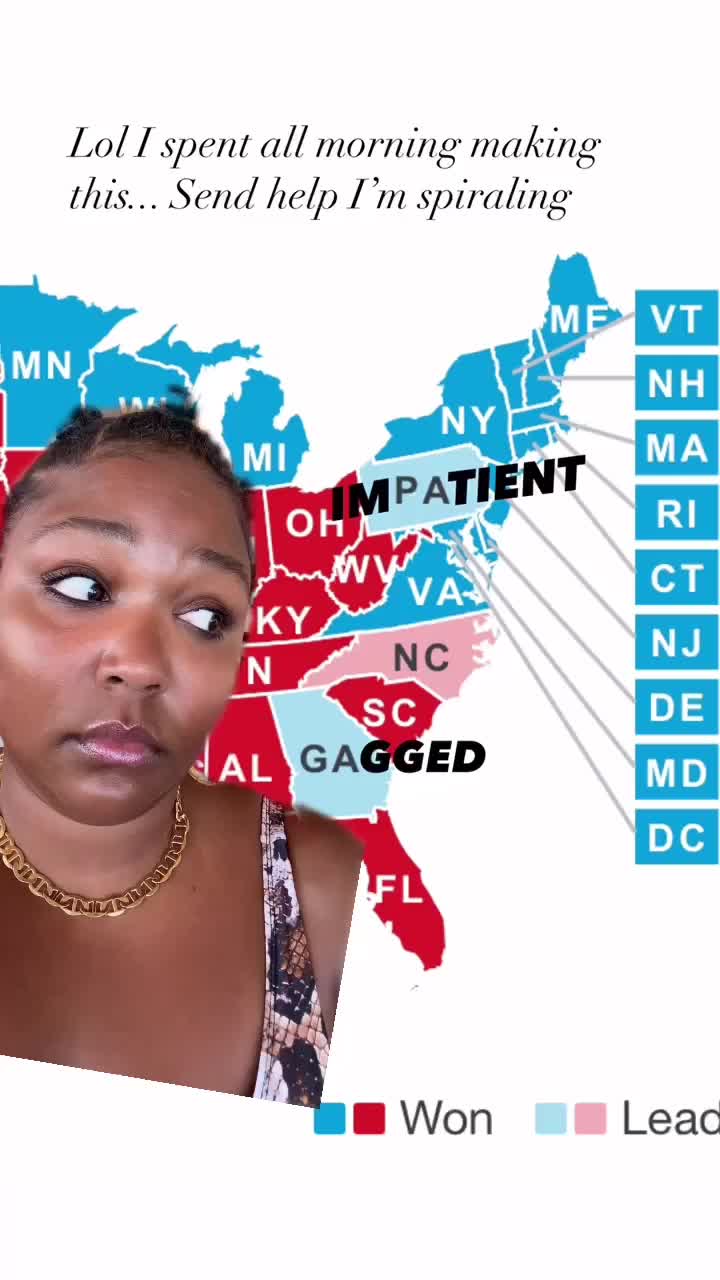 Lol I spent all morning making
this... Send help I’m spiraling
ME
VT
MN
NH
NY
MA
MI
IMPATIENT
RI
OH
WV
CT
VA
KY
NJ
NC
N
DE
SC
GAGGED
AL
MD
DC
FL
Won
Lead